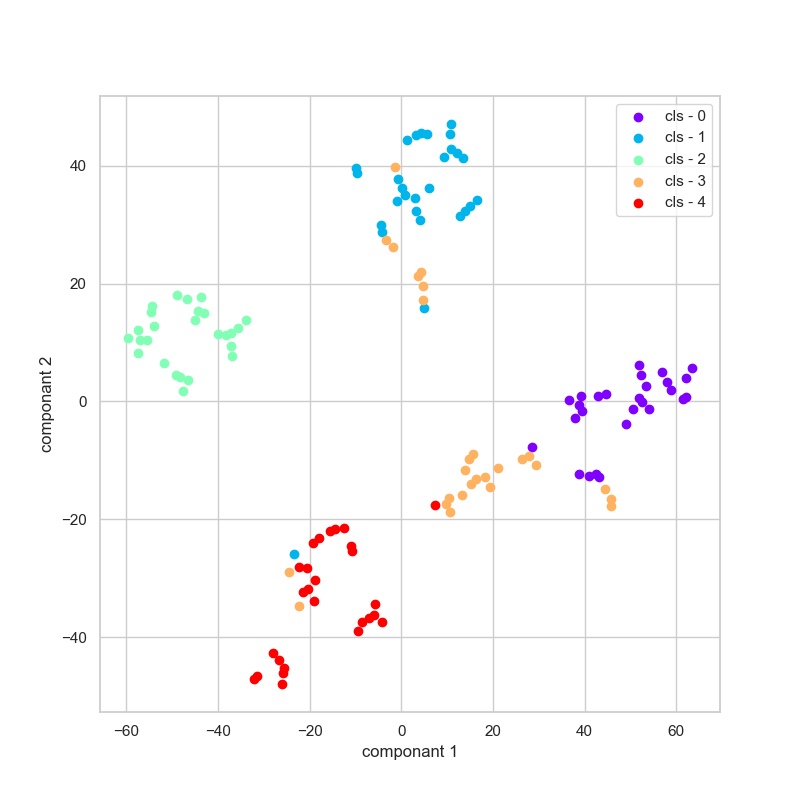 cls - 0
cls - 1
cls - 2
cls - 3
cls - 4
40
20
0
−20
−40
componant 2
−60
−40
−20
0
20
40
60
componant 1